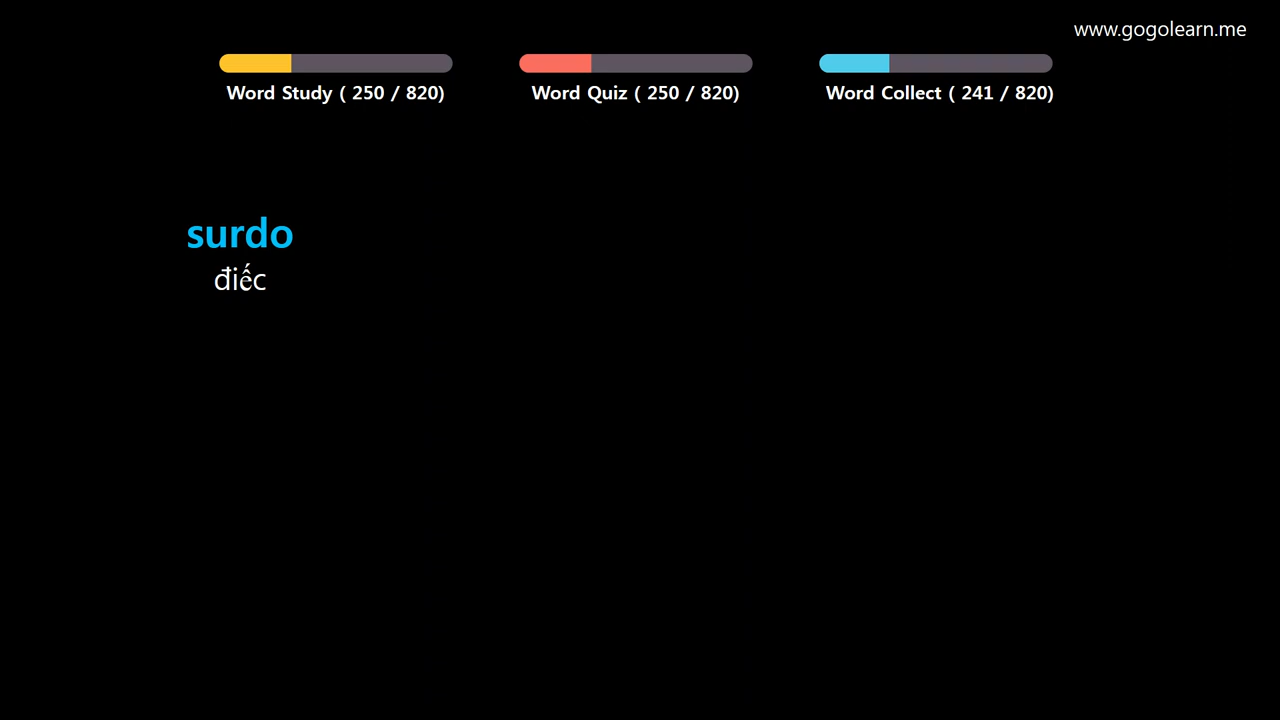 www.gogolearn.me
Word Study ( 250 / 820)
Word Quiz ( 250 / 820)
Word Collect ( 241 / 820)
surdo
điếc